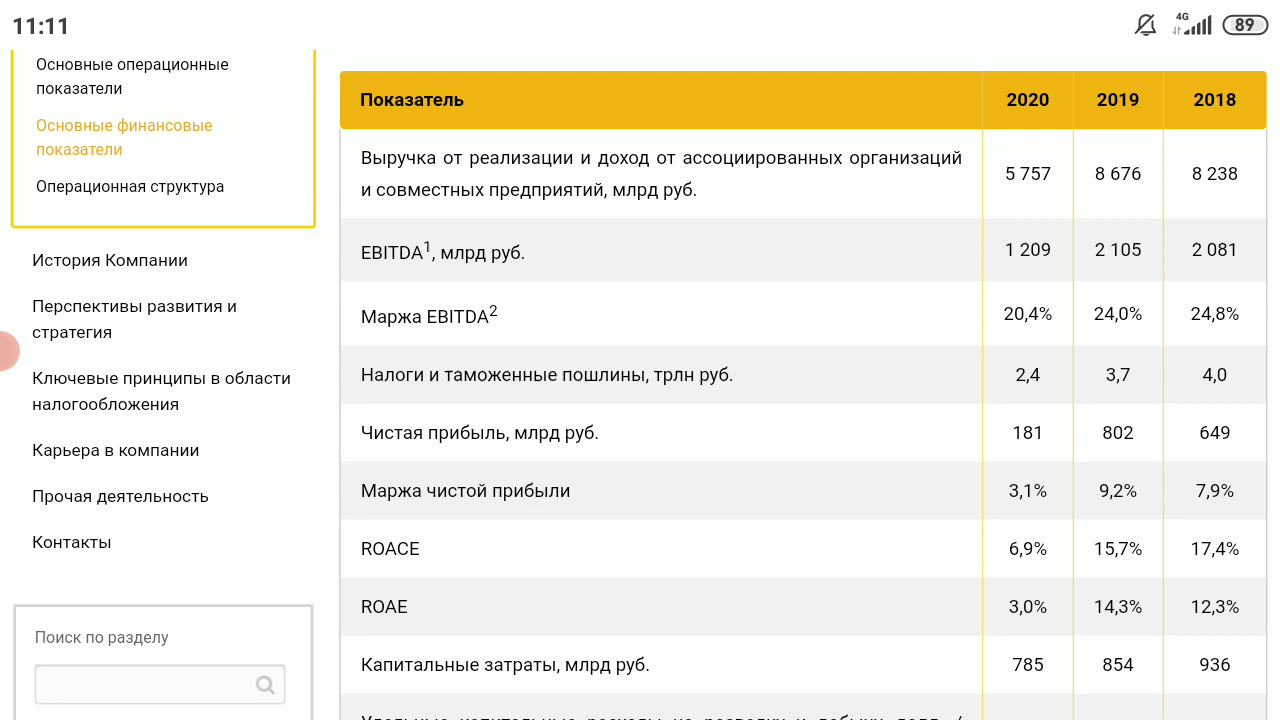 11:11
4G
89
Основные операционные
показатели
Основные финансовые
показатели
Операционная структура
История Компании
Перспективы развития и
стратегия
Ключевые принципы в области
налогообложения
Карьера в компании
Прочая деятельность
Контакты
Поиск по разделу
Показатель 2020 2019 2018
Выручка от реализации и доход от ассоциированных организаций
и совместных предприятий, млрд руб. 5 757 8 676 8 238
EBITDA1, млрд руб. 1 209 2 105 2 081
Маржа EBITDA2 20,4% 24,0% 24,8%
Налоги и таможенные пошлины, трлн руб. 2,4 3,7 4,0
Чистая прибыль, млрд руб. 181 802 649
Маржа чистой прибыли 3,1% 9,2% 7,9%
ROACE 6,9% 15,7% 17,4%
ROAE 3,0% 14,3% 12,3%
Капитальные затраты, млрд руб. 785 854 936